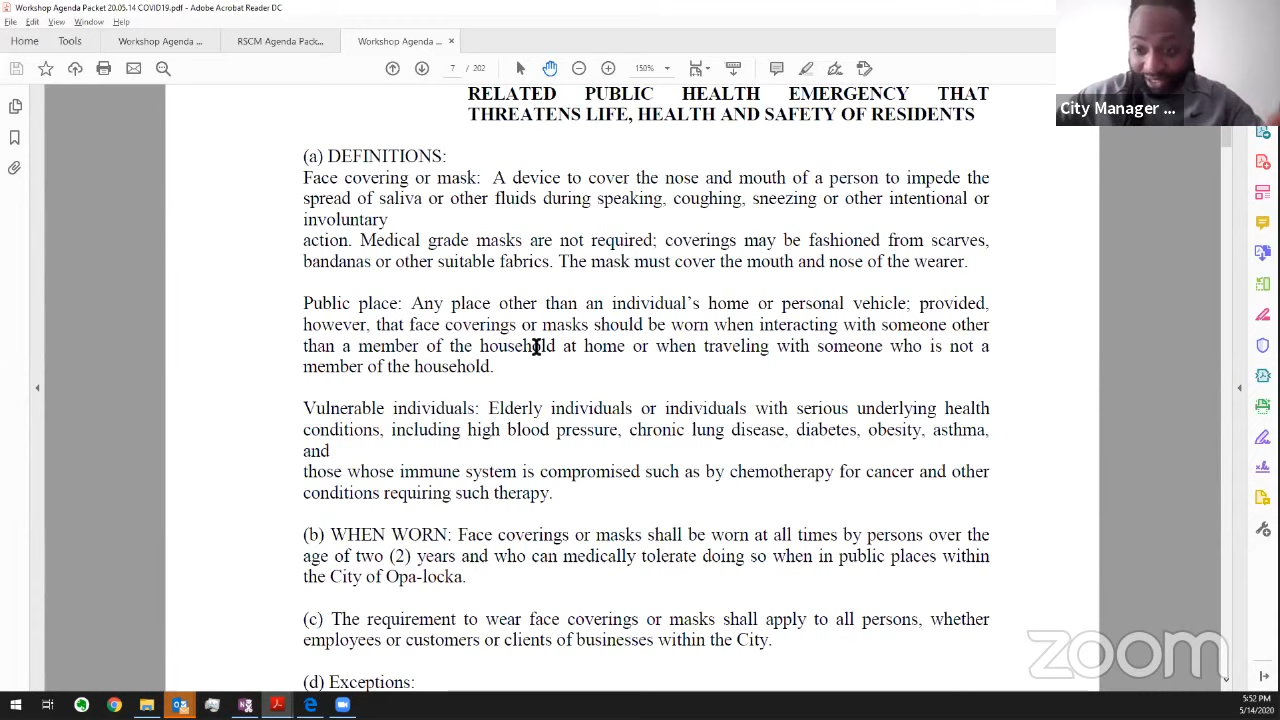 Workshop Agenda Packet 20.05.14 COVID19.pdf - Adobe Acrobat Reader DC
File Edit View Window Help
Home Tools Workshop Agenda ... RSCM Agenda Pack... Workshop Agenda ... ×
7 / 202 150%
City Manager ...
RELATED PUBLIC HEALTH EMERGENCY THAT
THREATENS LIFE, HEALTH AND SAFETY OF RESIDENTS
(a) DEFINITIONS:
Face covering or mask: A device to cover the nose and mouth of a person to impede the
spread of saliva or other fluids during speaking, coughing, sneezing or other intentional or
involuntary
action. Medical grade masks are not required; coverings may be fashioned from scarves,
bandanas or other suitable fabrics. The mask must cover the mouth and nose of the wearer.
Public place: Any place other than an individual's home or personal vehicle; provided,
however, that face coverings or masks should be worn when interacting with someone other
than a member of the household at home or when traveling with someone who is not a
member of the household.
Vulnerable individuals: Elderly individuals or individuals with serious underlying health
conditions, including high blood pressure, chronic lung disease, diabetes, obesity, asthma,
and
those whose immune system is compromised such as by chemotherapy for cancer and other
conditions requiring such therapy.
(b) WHEN WORN: Face coverings or masks shall be worn at all times by persons over the
age of two (2) years and who can medically tolerate doing so when in public places within
the City of Opa-locka.
(c) The requirement to wear face coverings or masks shall apply to all persons, whether
employees or customers or clients of businesses within the City.
(d) Exceptions:
zoom
5:52 PM
5/14/2020